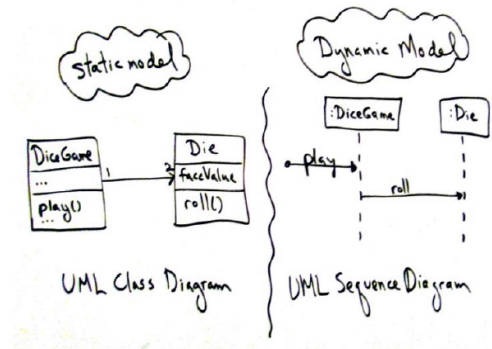 static model
DiceGame
...
play()
...
1
2
Die
faceValue
roll()
UML Class Diagram
Dynamic Model
:DiceGame
:Die
play
roll
UML Sequence Diagram